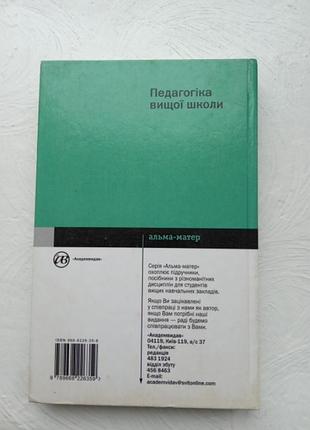 Педагогіка
вищої школи
альма-матер
«Академвидав»
Серія «Альма-матер»
охоплює підручники,
посібники з різноманітних
дисциплін для студентів
вищих навчальних закладів.
Якщо Ви зацікавлені
у співпраці з нами як автор,
якщо Вам потрібні наші
видання — раді будемо
співпрацювати з Вами.
«Академвидав»
04119, Київ-119, а/с 37
Тел./факси:
редакція
483 1924
відділ збуту
456 8463
E-mail:
academvidav@svitonline.com